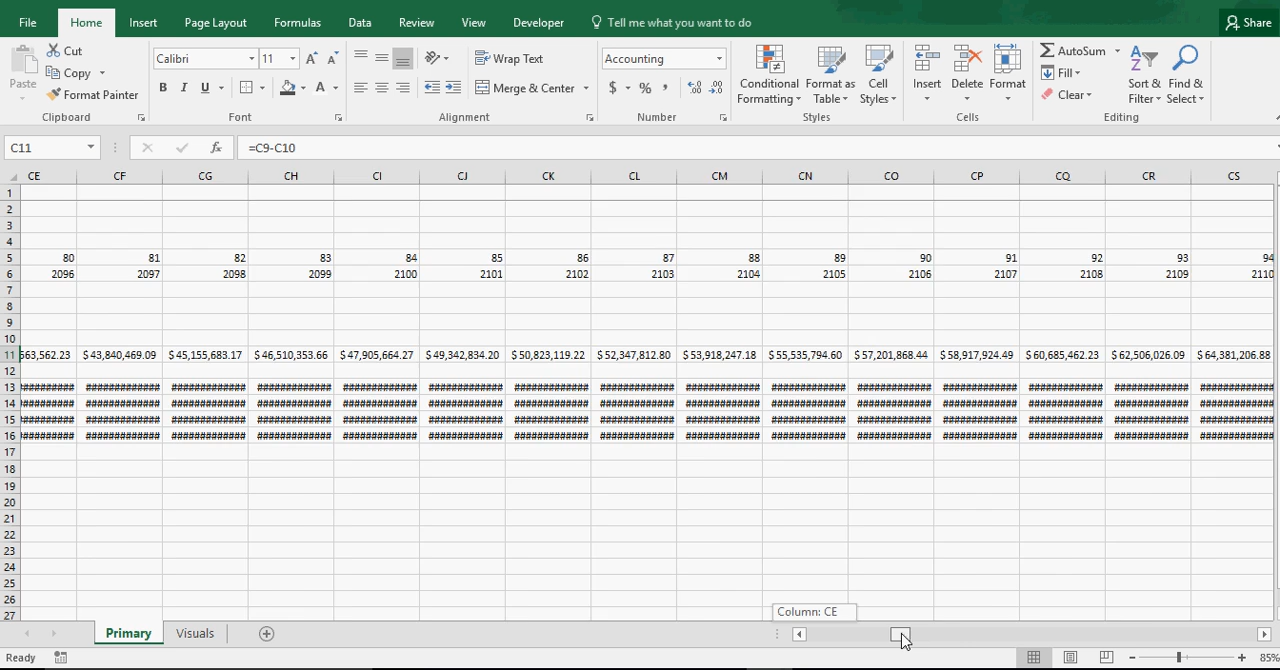 File Home Insert Page Layout Formulas Data Review View Developer Tell me what you want to do Share
Paste Cut Copy Format Painter Clipboard
Calibri 11 A A B I U A Font
Wrap Text Merge & Center Alignment
Accounting $ % , Number
Conditional Formatting Format as Table Cell Styles Styles
Insert Delete Format Cells
AutoSum Fill Clear Sort & Filter Find & Select Editing
C11 fx =C9-C10
CE CF CG CH CI CJ CK CL CM CN CO CP CQ CR CS
1
2
3
4
5 80 81 82 83 84 85 86 87 88 89 90 91 92 93 94
6 2096 2097 2098 2099 2100 2101 2102 2103 2104 2105 2106 2107 2108 2109 2110
7
8
9
10
11 563,562.23 $ 43,840,469.09 $ 45,155,683.17 $ 46,510,353.66 $ 47,905,664.27 $ 49,342,834.20 $ 50,823,119.22 $ 52,347,812.80 $ 53,918,247.18 $ 55,535,794.60 $ 57,201,868.44 $ 58,917,924.49 $ 60,685,462.23 $ 62,506,026.09 $ 64,381,206.88
12
13 ########## ############# ############# ############# ############# ############# ############# ############# ############# ############# ############# ############# ############# ############# #############
14 ########## ############# ############# ############# ############# ############# ############# ############# ############# ############# ############# ############# ############# ############# #############
15 ########## ############# ############# ############# ############# ############# ############# ############# ############# ############# ############# ############# ############# ############# #############
16 ########## ############# ############# ############# ############# ############# ############# ############# ############# ############# ############# ############# ############# ############# #############
17
18
19
20
21
22
23
24
25
26
27
Column: CE
Primary Visuals
Ready 85%